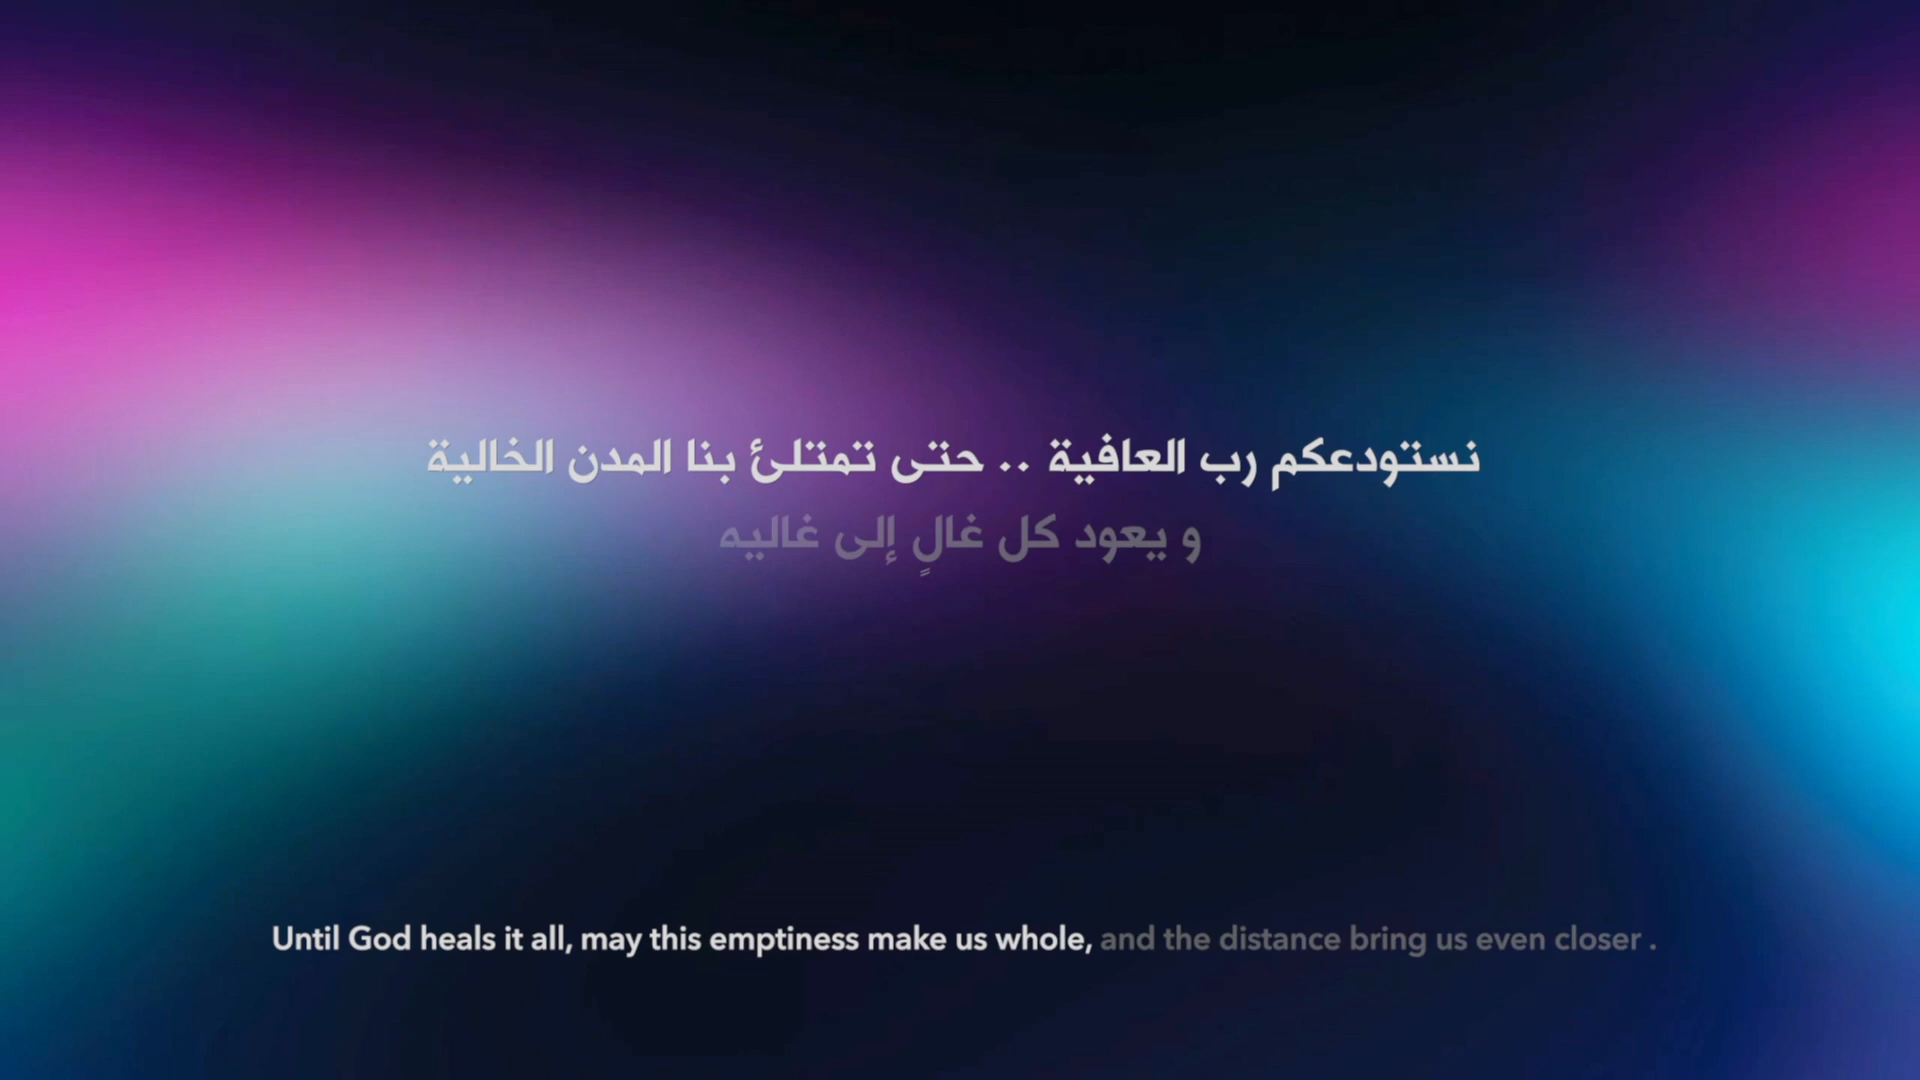 نستودعكم رب العافية .. حتى تمتلئ بنا المدن الخالية
و يعود كل غالٍ إلى غاليه
Until God heals it all, may this emptiness make us whole, and the distance bring us even closer .